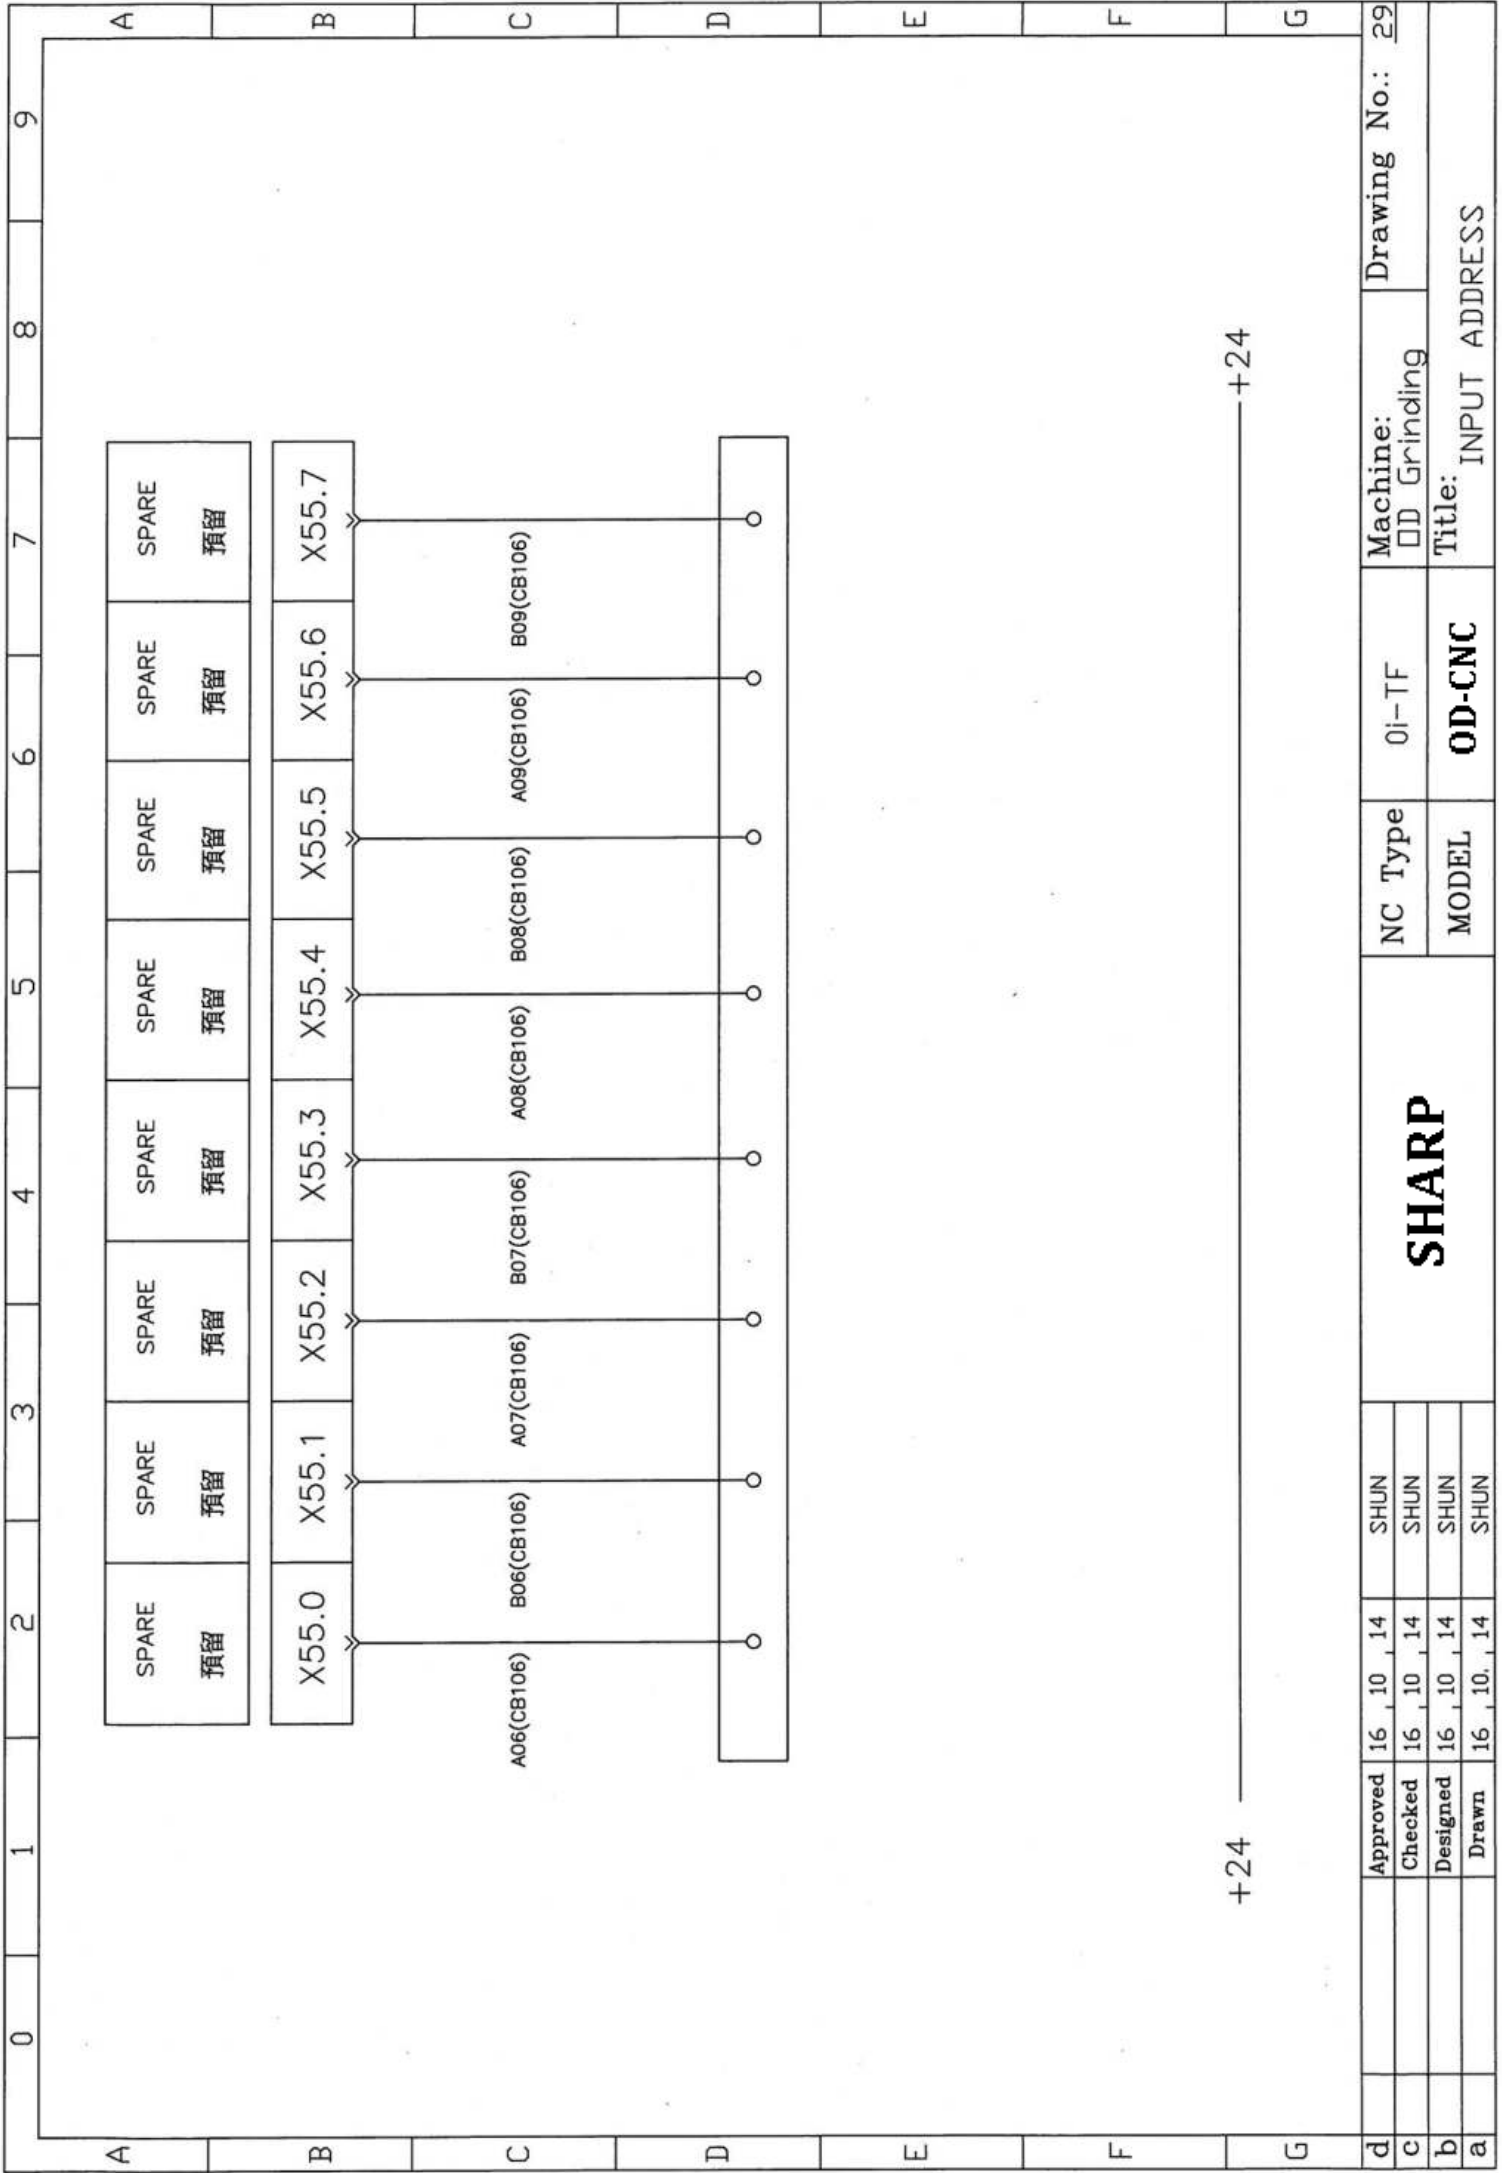 0 1 2 3 4 5 6 7 8 9
A A
SPARE SPARE SPARE SPARE SPARE SPARE SPARE SPARE
預留 預留 預留 預留 預留 預留 預留 預留
B B
X55.0 X55.1 X55.2 X55.3 X55.4 X55.5 X55.6 X55.7
C C
A06(CB106) B06(CB106) A07(CB106) B07(CB106) A08(CB106) B08(CB106) A09(CB106) B09(CB106)
D D
E E
F F
+24 +24
G G
d Approved 16 , 10 , 14 SHUN
c Checked 16 , 10 , 14 SHUN
b Designed 16 , 10 , 14 SHUN
a Drawn 16 , 10. , 14 SHUN
SHARP
NC Type 0i-TF
MODEL OD-CNC
Machine:
OD Grinding
Drawing No.: 29
Title:
INPUT ADDRESS